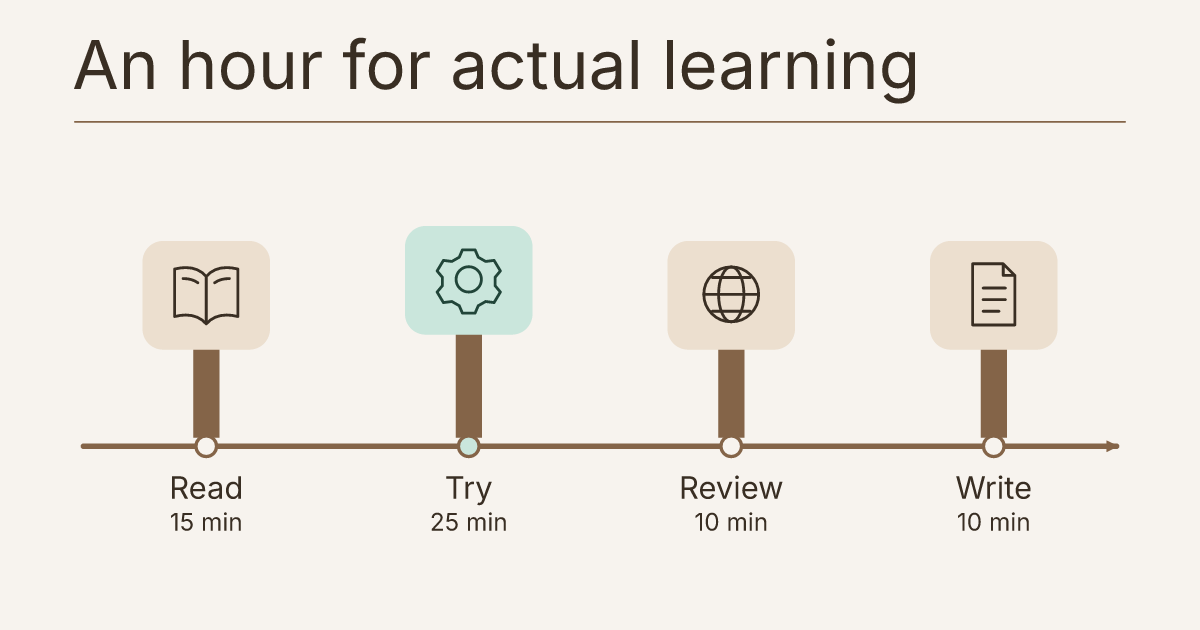 An hour for actual learning
Read
15 min
Try
25 min
Review
10 min
Write
10 min